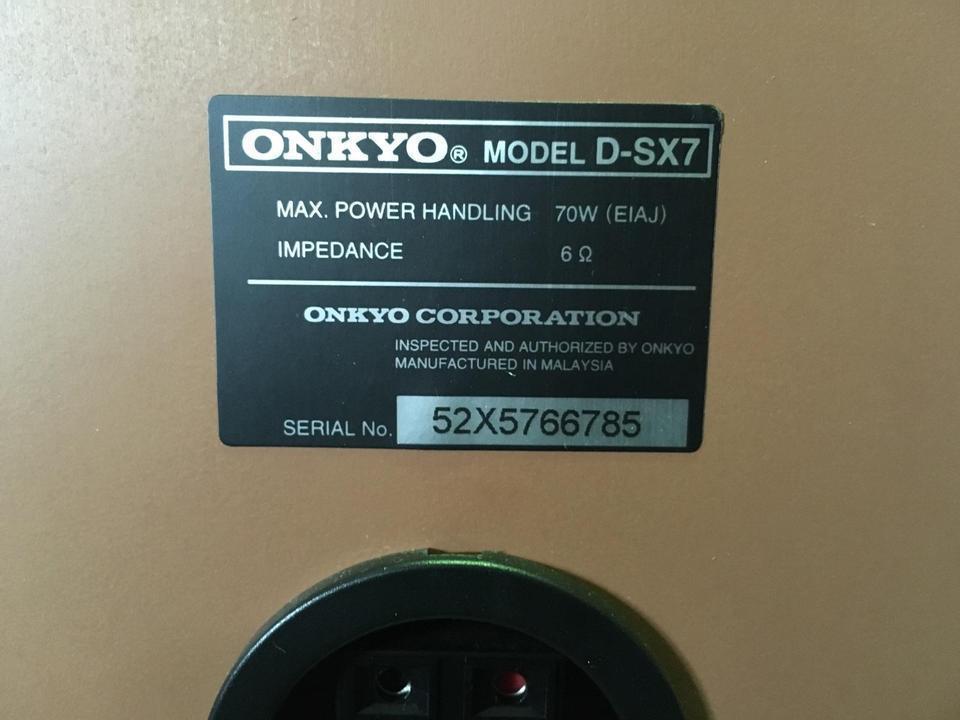 ONKYO® MODEL D-SX7
MAX. POWER HANDLING 70W (EIAJ)
IMPEDANCE 6 Ω
ONKYO CORPORATION
INSPECTED AND AUTHORIZED BY ONKYO
MANUFACTURED IN MALAYSIA
SERIAL No. 52X5766785